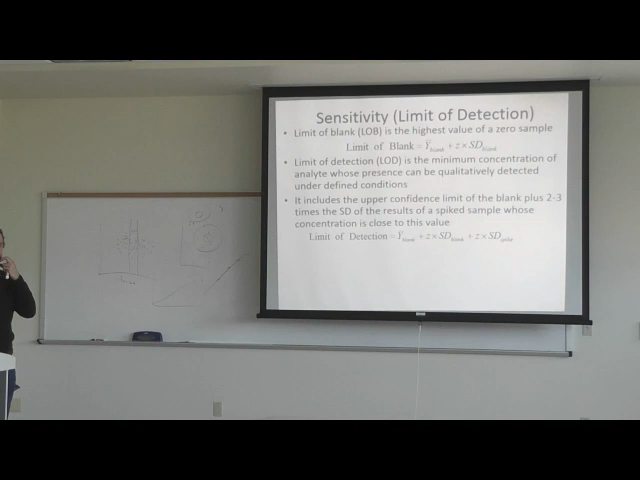 Sensitivity (Limit of Detection)
• Limit of blank (LOB) is the highest value of a zero sample
Limit of Blank = Ȳblank + z × SDblank
• Limit of detection (LOD) is the minimum concentration of
analyte whose presence can be qualitatively detected
under defined conditions
• It includes the upper confidence limit of the blank plus 2-3
times the SD of the results of a spiked sample whose
concentration is close to this value
Limit of Detection = Ȳblank + z × SDblank + z × SDspike